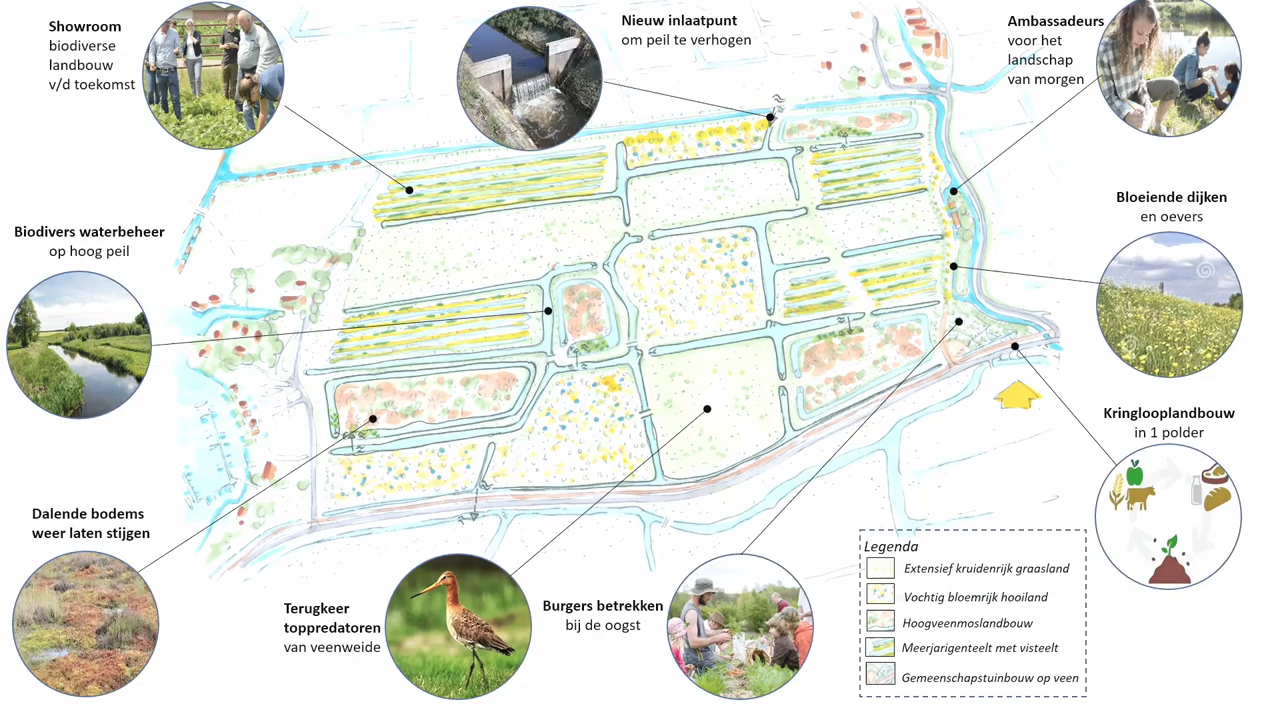 Showroom
biodiverse
landbouw
v/d toekomst
Nieuw inlaatpunt
om peil te verhogen
Ambassadeurs
voor het
landschap
van morgen
Biodivers waterbeheer
op hoog peil
Bloeiende dijken
en oevers
Kringlooplandbouw
in 1 polder
Dalende bodems
weer laten stijgen
Terugkeer
toppredatoren
van veenweide
Burgers betrekken
bij de oogst
Legenda
Extensief kruidenrijk graasland
Vochtig bloemrijk hooiland
Hoogveenmoslandbouw
Meerjarigenteelt met visteelt
Gemeenschapstuinbouw op veen